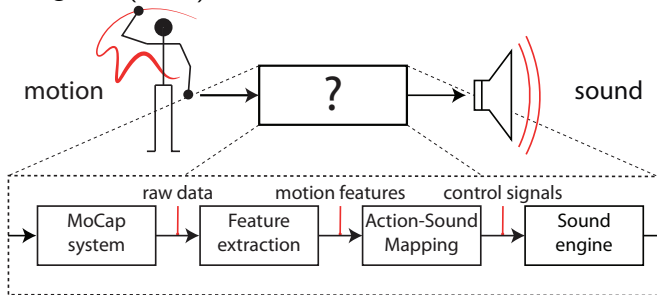 motion
?
sound
raw data
motion features
control signals
MoCap
system
Feature
extraction
Action-Sound
Mapping
Sound
engine